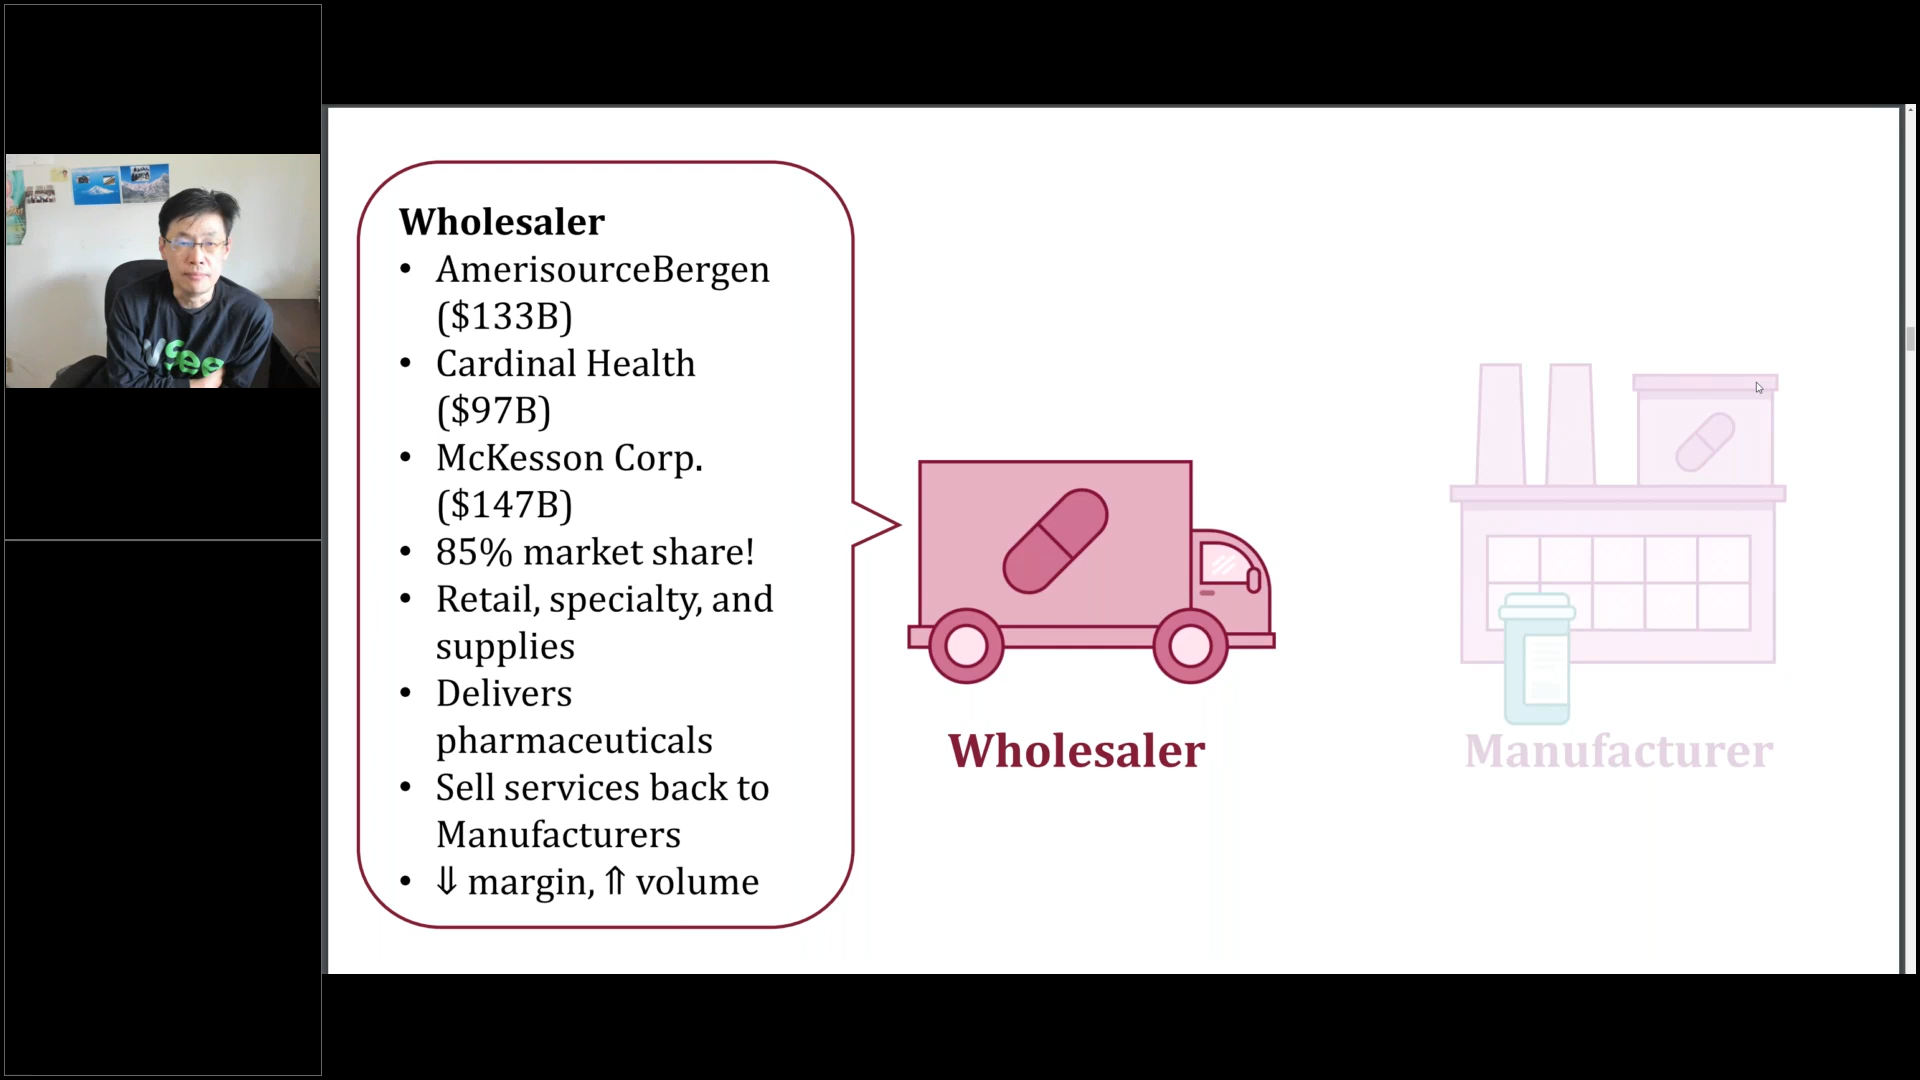 Wholesaler
• AmerisourceBergen
($133B)
• Cardinal Health
($97B)
• McKesson Corp.
($147B)
• 85% market share!
• Retail, specialty, and
supplies
• Delivers
pharmaceuticals
• Sell services back to
Manufacturers
• ⇓ margin, ⇑ volume
Wholesaler
Manufacturer